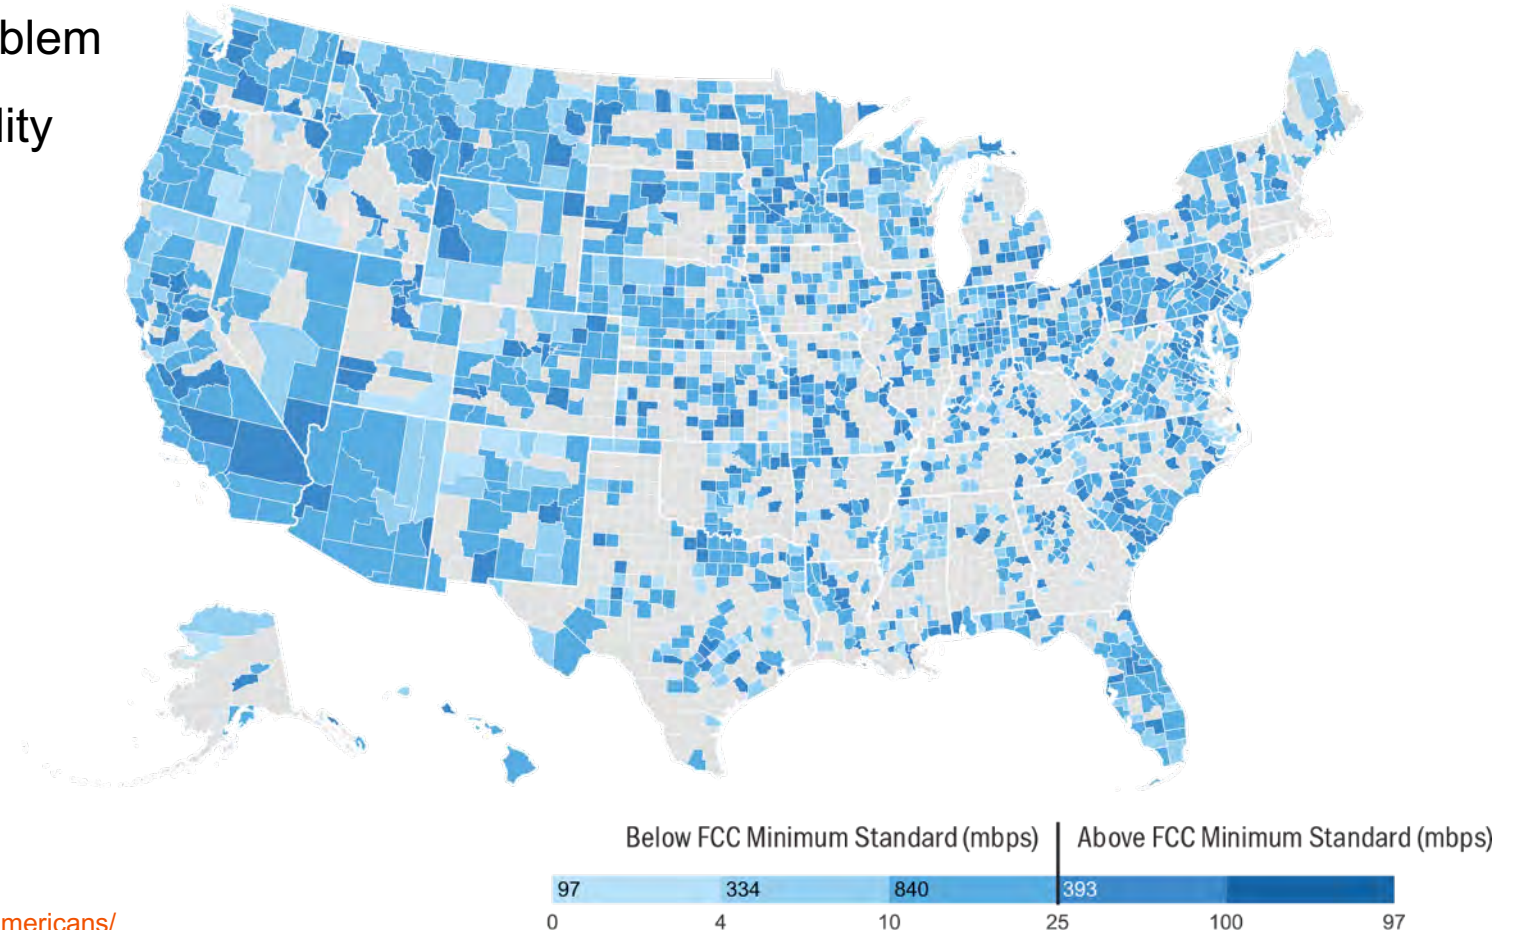 oblem
lity
Below FCC Minimum Standard (mbps) Above FCC Minimum Standard (mbps)
97 334 840 393
0 4 10 25 100 97
mericans/